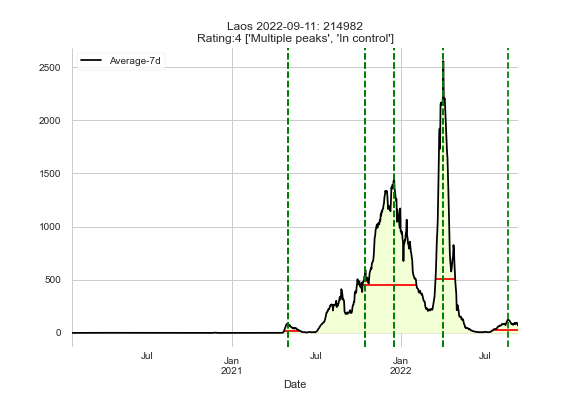 Laos 2022-09-11: 214982
Rating:4 ['Multiple peaks', 'In control']
Average-7d
2500
2000
1500
1000
500
0
Jul
Jan
2021
Jul
Jan
2022
Jul
Date